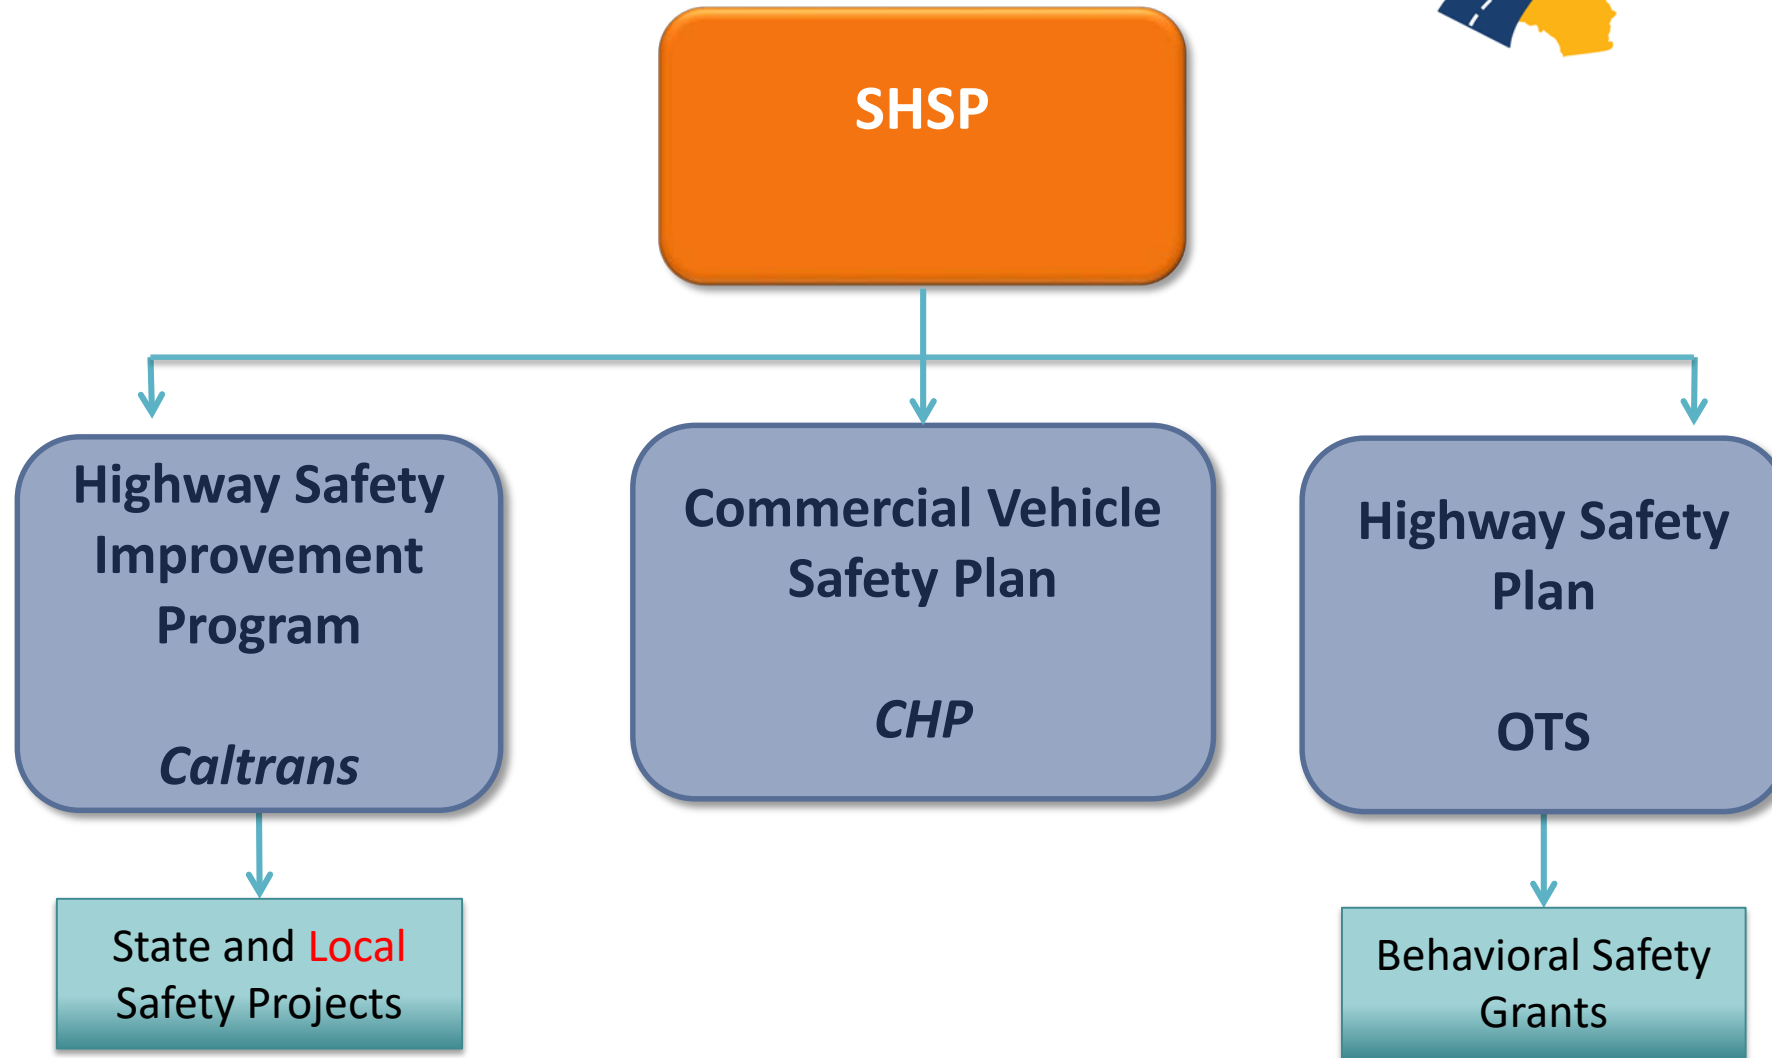 SHSP
Highway Safety
Improvement
Program
Caltrans
Commercial Vehicle
Safety Plan
CHP
Highway Safety
Plan
OTS
State and Local
Safety Projects
Behavioral Safety
Grants